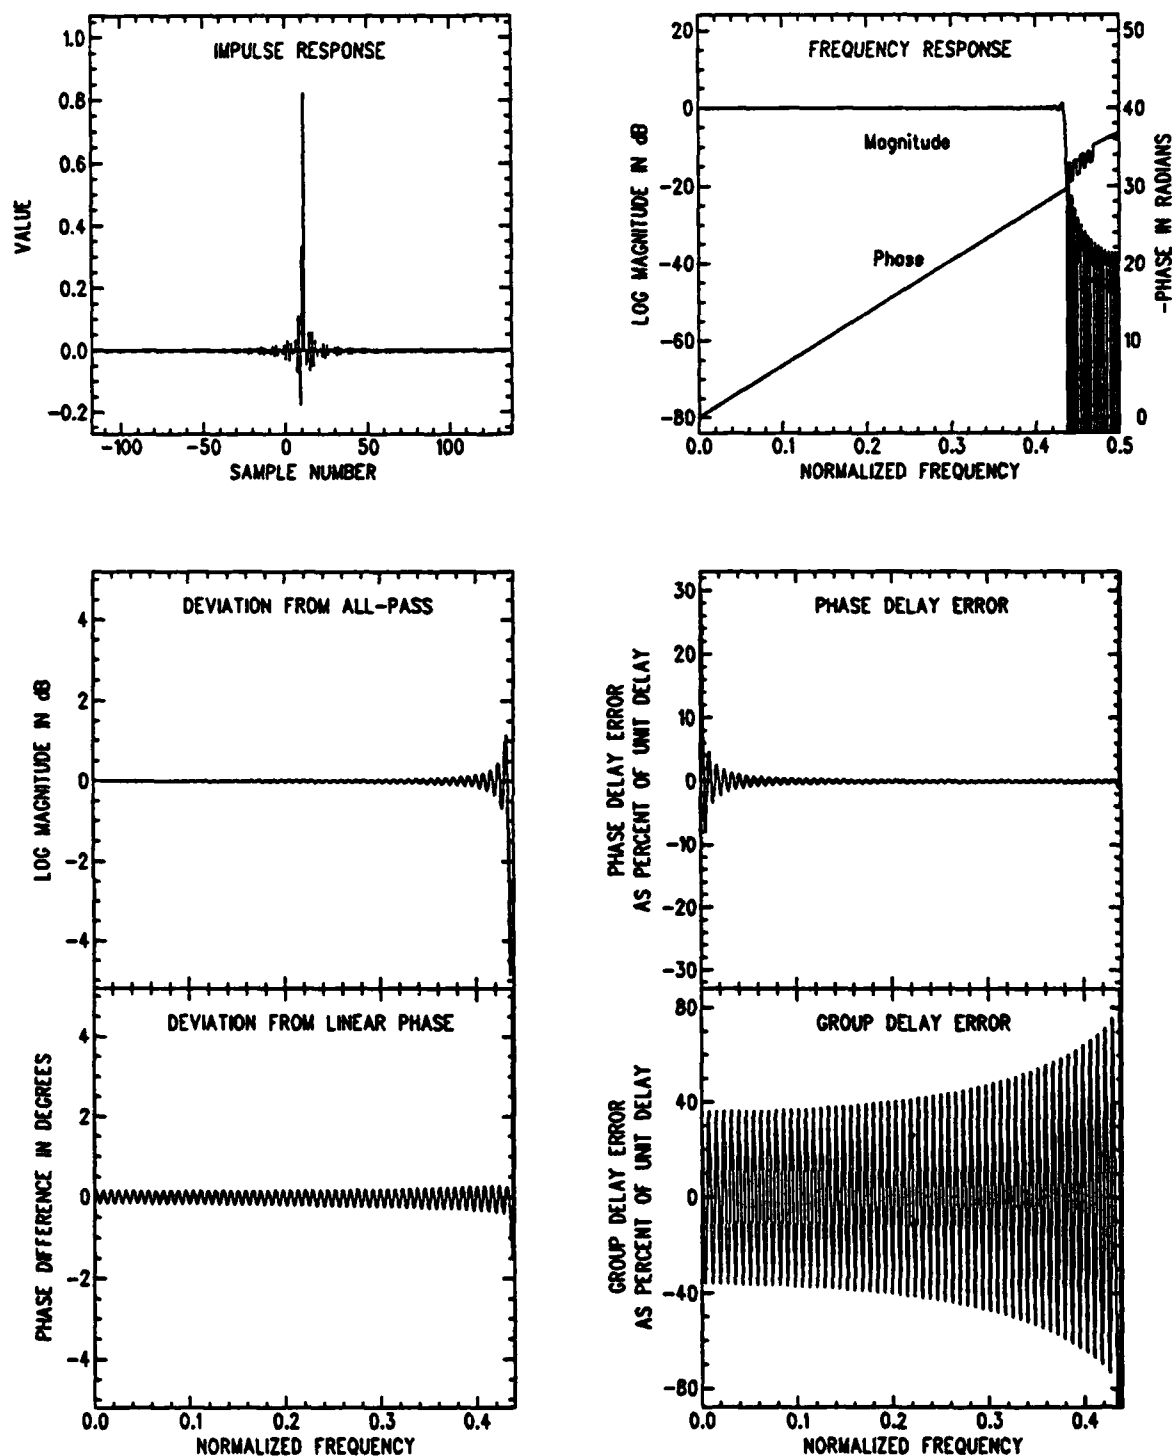 IMPULSE RESPONSE
1.0
0.8
0.6
0.4
0.2
0.0
-0.2
VALUE
-100 -50 0 50 100
SAMPLE NUMBER
FREQUENCY RESPONSE
20
0
-20
-40
-60
-80
LOG MAGNITUDE IN dB
Magnitude
Phase
50
40
30
20
10
0
-PHASE IN RADIANS
0.0 0.1 0.2 0.3 0.4 0.5
NORMALIZED FREQUENCY
DEVIATION FROM ALL-PASS
4
2
0
-2
-4
LOG MAGNITUDE IN dB
PHASE DELAY ERROR
30
20
10
0
-10
-20
-30
PHASE DELAY ERROR
AS PERCENT OF UNIT DELAY
DEVIATION FROM LINEAR PHASE
4
2
0
-2
-4
PHASE DIFFERENCE IN DEGREES
0.0 0.1 0.2 0.3 0.4
NORMALIZED FREQUENCY
GROUP DELAY ERROR
80
40
0
-40
-80
GROUP DELAY ERROR
AS PERCENT OF UNIT DELAY
0.0 0.1 0.2 0.3 0.4
NORMALIZED FREQUENCY